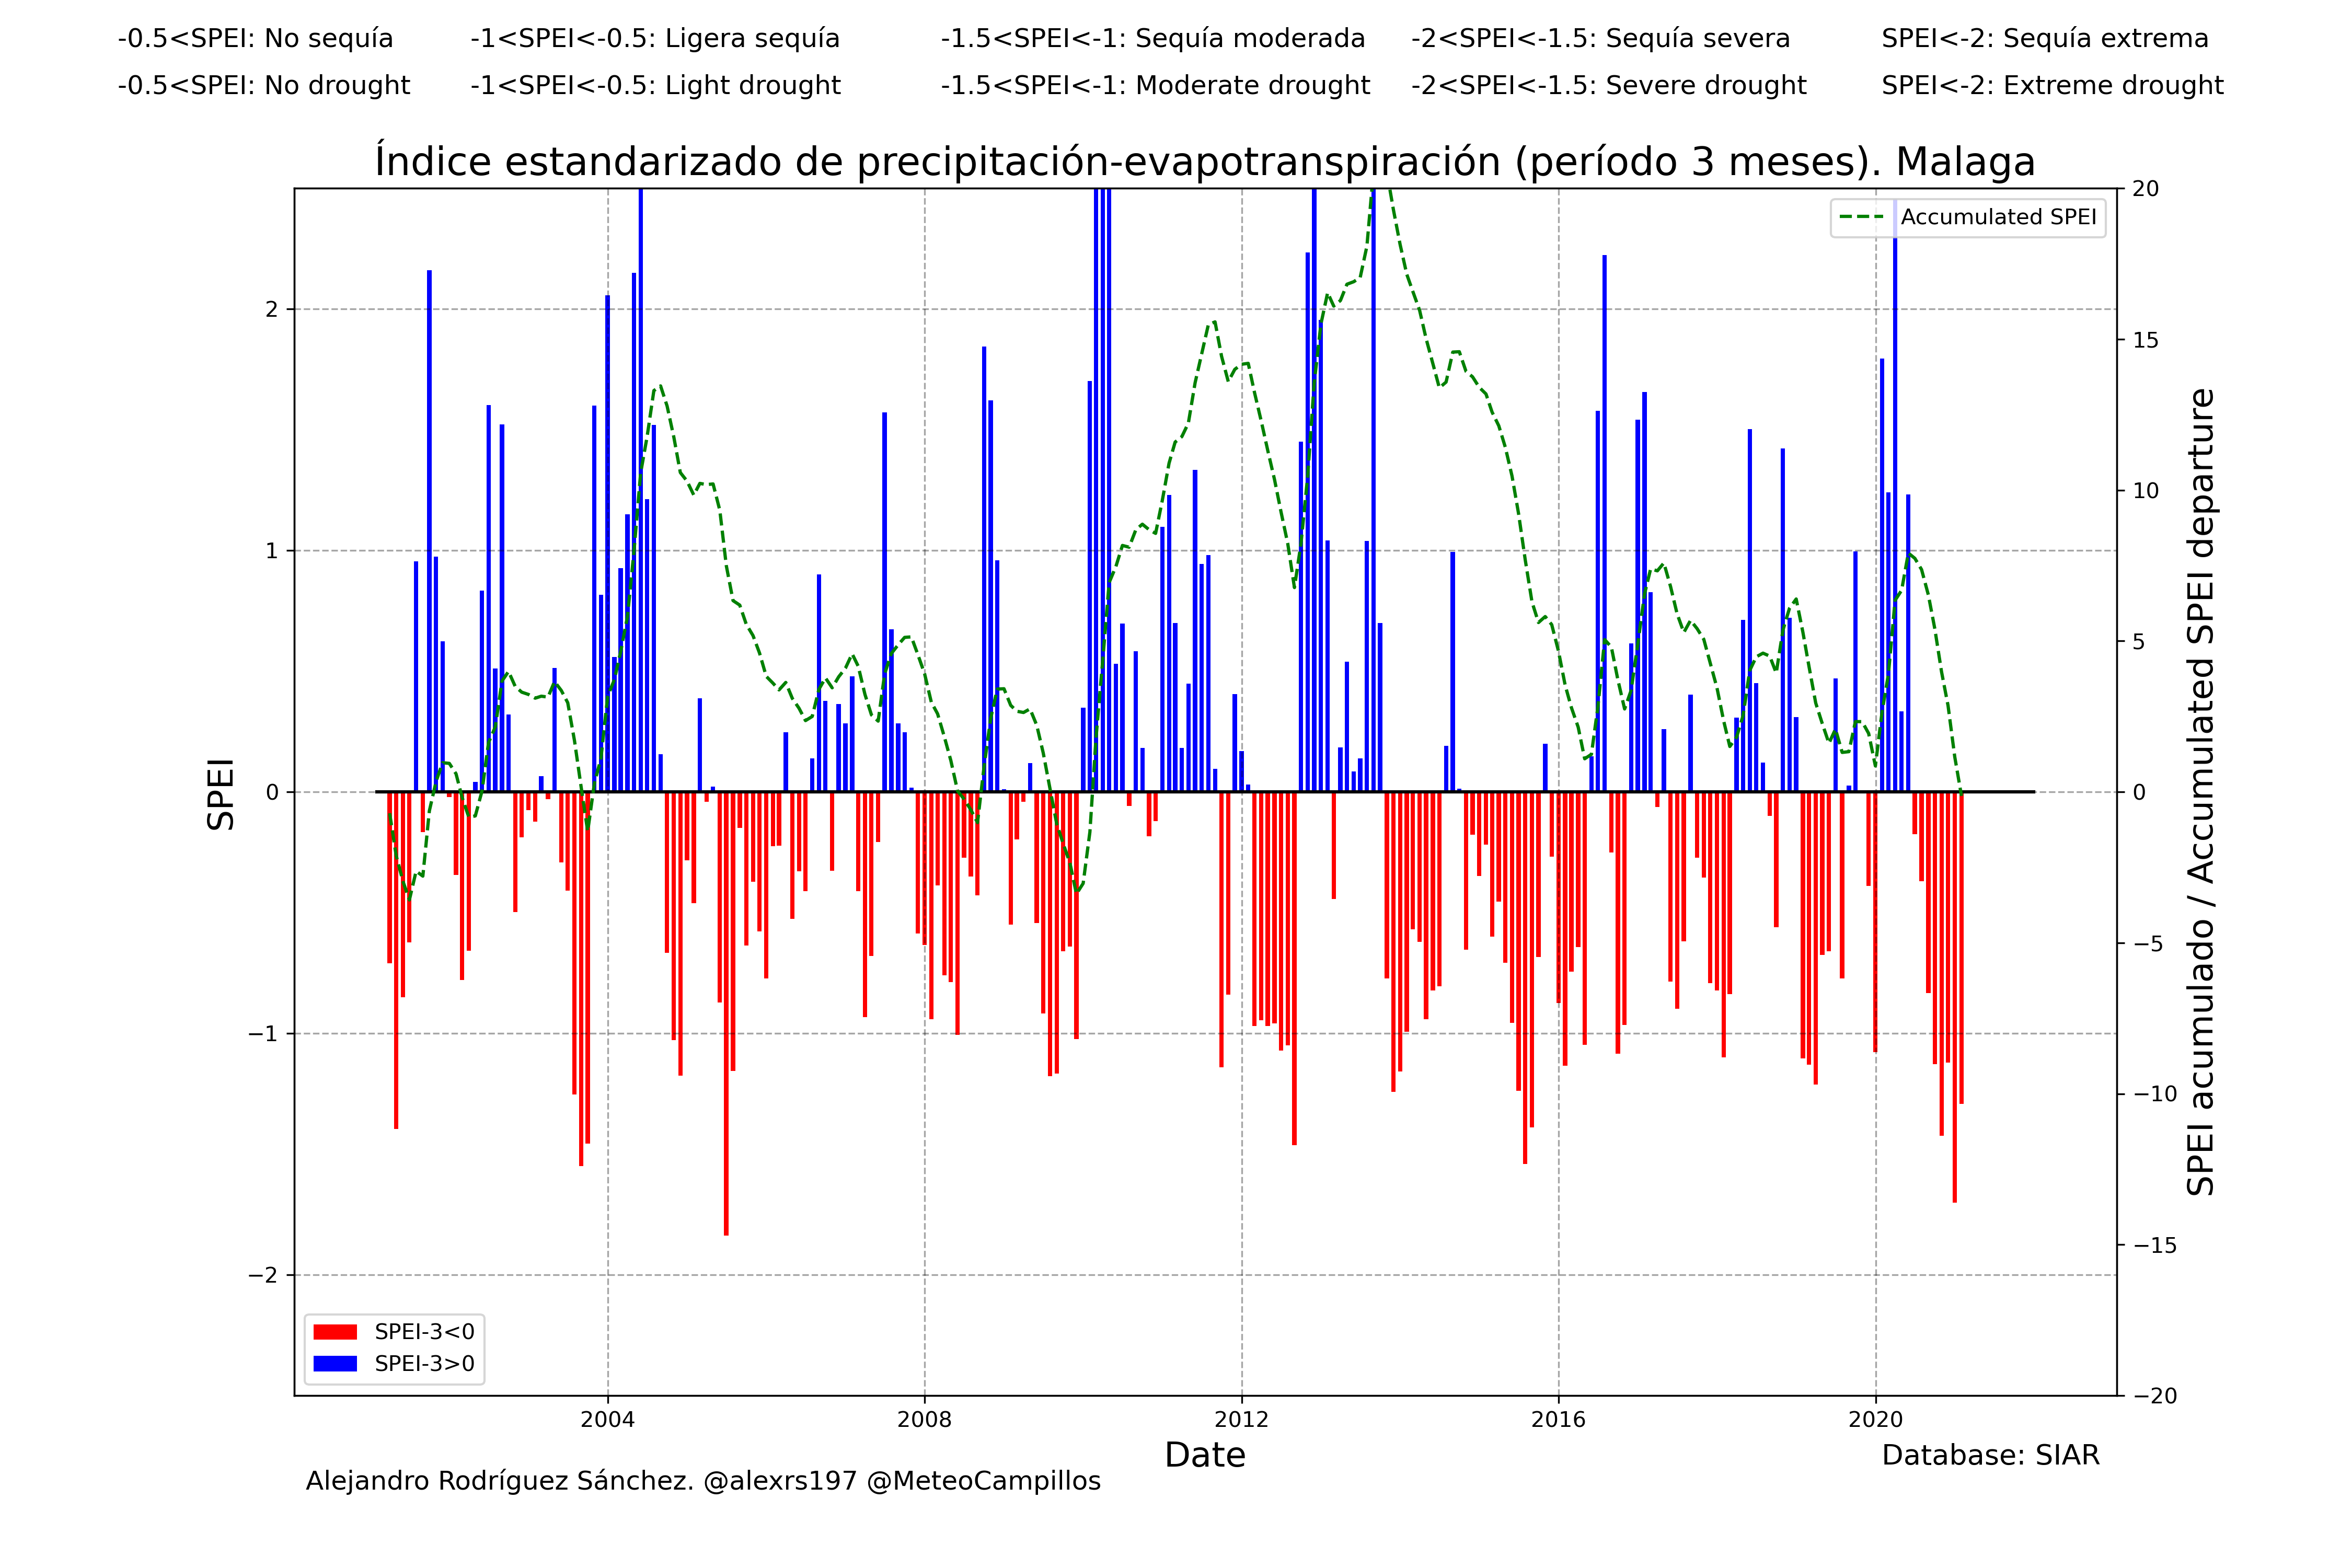 -0.5<SPEI: No sequía -1<SPEI<-0.5: Ligera sequía -1.5<SPEI<-1: Sequía moderada -2<SPEI<-1.5: Sequía severa SPEI<-2: Sequía extrema
-0.5<SPEI: No drought -1<SPEI<-0.5: Light drought -1.5<SPEI<-1: Moderate drought -2<SPEI<-1.5: Severe drought SPEI<-2: Extreme drought
Índice estandarizado de precipitación-evapotranspiración (período 3 meses). Malaga
Accumulated SPEI
SPEI
2
1
0
−1
−2
20
15
10
5
0
−5
−10
−15
−20
SPEI acumulado / Accumulated SPEI departure
SPEI-3<0
SPEI-3>0
2004 2008 2012 2016 2020
Date
Database: SIAR
Alejandro Rodríguez Sánchez. @alexrs197 @MeteoCampillos